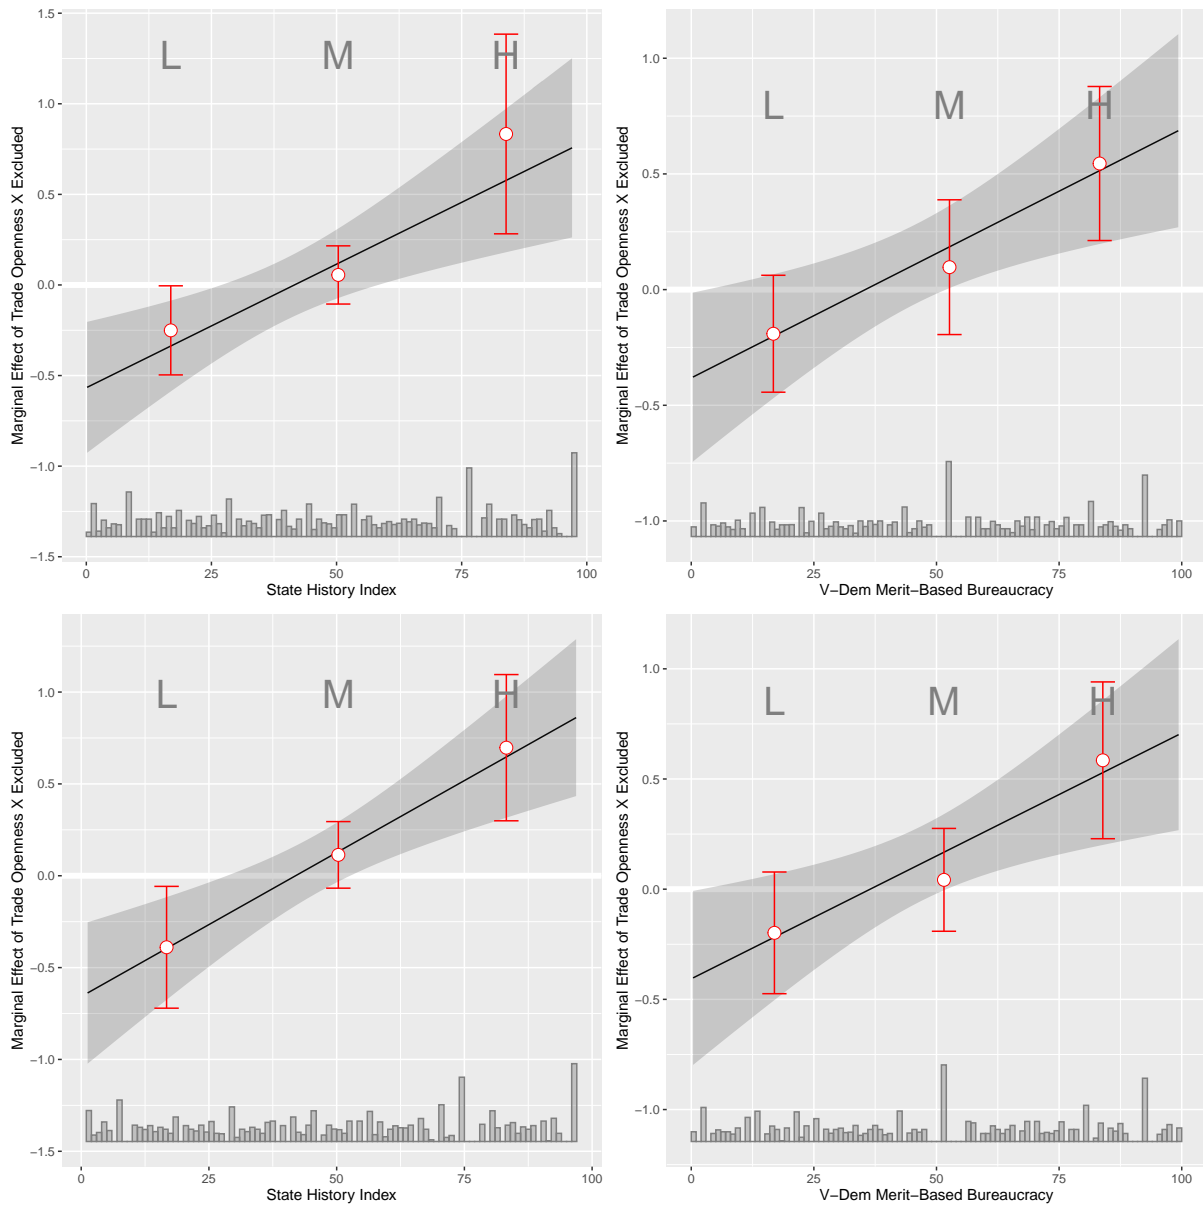 Marginal Effect of Trade Openness X Excluded
1.5
1.0
0.5
0.0
−0.5
−1.0
−1.5
L M H
0 25 50 75 100
State History Index
Marginal Effect of Trade Openness X Excluded
1.0
0.5
0.0
−0.5
−1.0
L M H
0 25 50 75 100
V−Dem Merit−Based Bureaucracy
Marginal Effect of Trade Openness X Excluded
1.0
0.5
0.0
−0.5
−1.0
−1.5
L M H
0 25 50 75 100
State History Index
Marginal Effect of Trade Openness X Excluded
1.0
0.5
0.0
−0.5
−1.0
L M H
0 25 50 75 100
V−Dem Merit−Based Bureaucracy